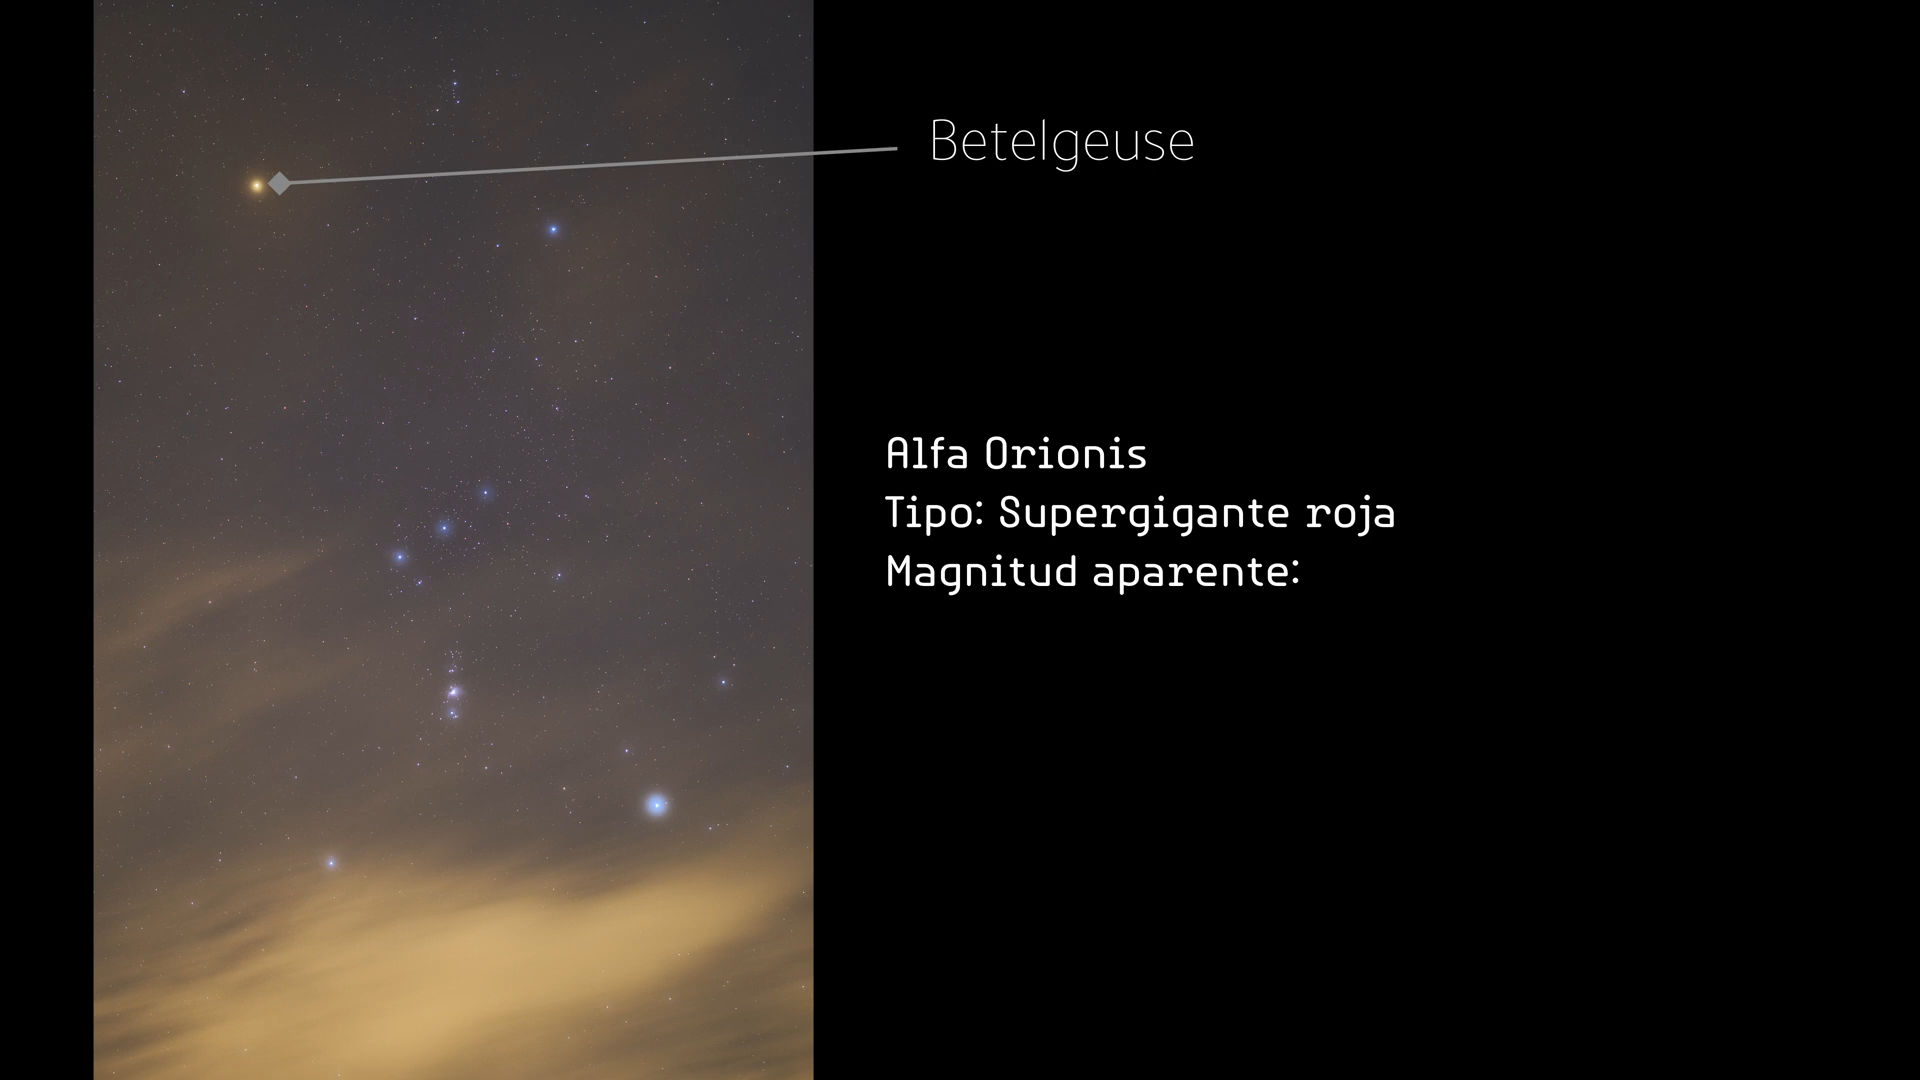 Betelgeuse
Alfa Orionis
Tipo: Supergigante roja
Magnitud aparente: